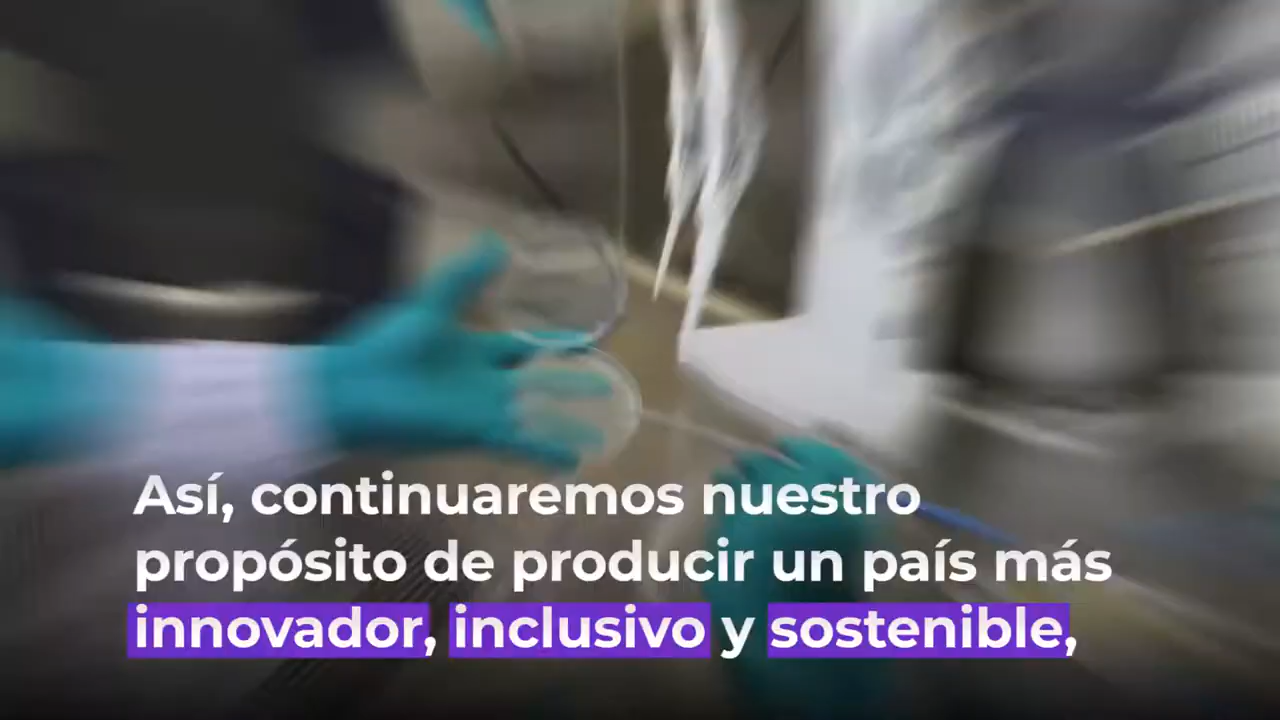 Así, continuaremos nuestro
propósito de producir un país más
innovador, inclusivo y sostenible,